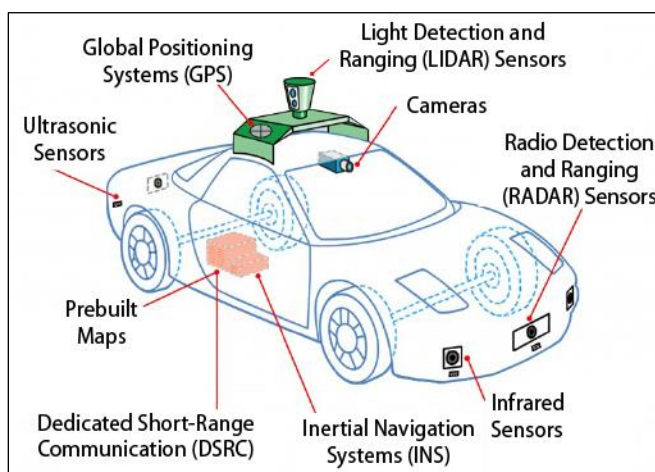 Global Positioning
Systems (GPS)
Light Detection and
Ranging (LIDAR) Sensors
Cameras
Ultrasonic
Sensors
Radio Detection
and Ranging
(RADAR) Sensors
Prebuilt
Maps
Dedicated Short-Range
Communication (DSRC)
Inertial Navigation
Systems (INS)
Infrared
Sensors